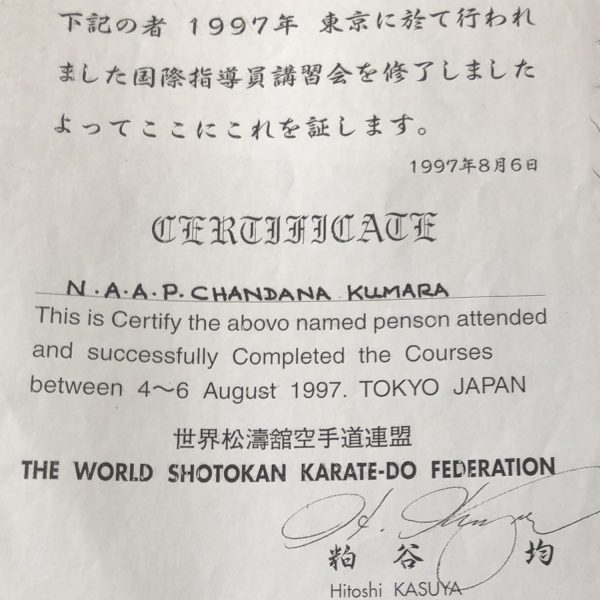 下記の者 1997年 東京に於て行われ
ました国際指導員講習会を修了しました
よってここにこれを証します。
1997年8月6日
CERTIFICATE
N.A.A.P. CHANDANA KUMARA
This is Certify the abovo named penson attended
and successfully Completed the Courses
between 4～6 August 1997. TOKYO JAPAN
世界松濤舘空手道連盟
THE WORLD SHOTOKAN KARATE-DO FEDERATION
粕谷 均
Hitoshi KASUYA